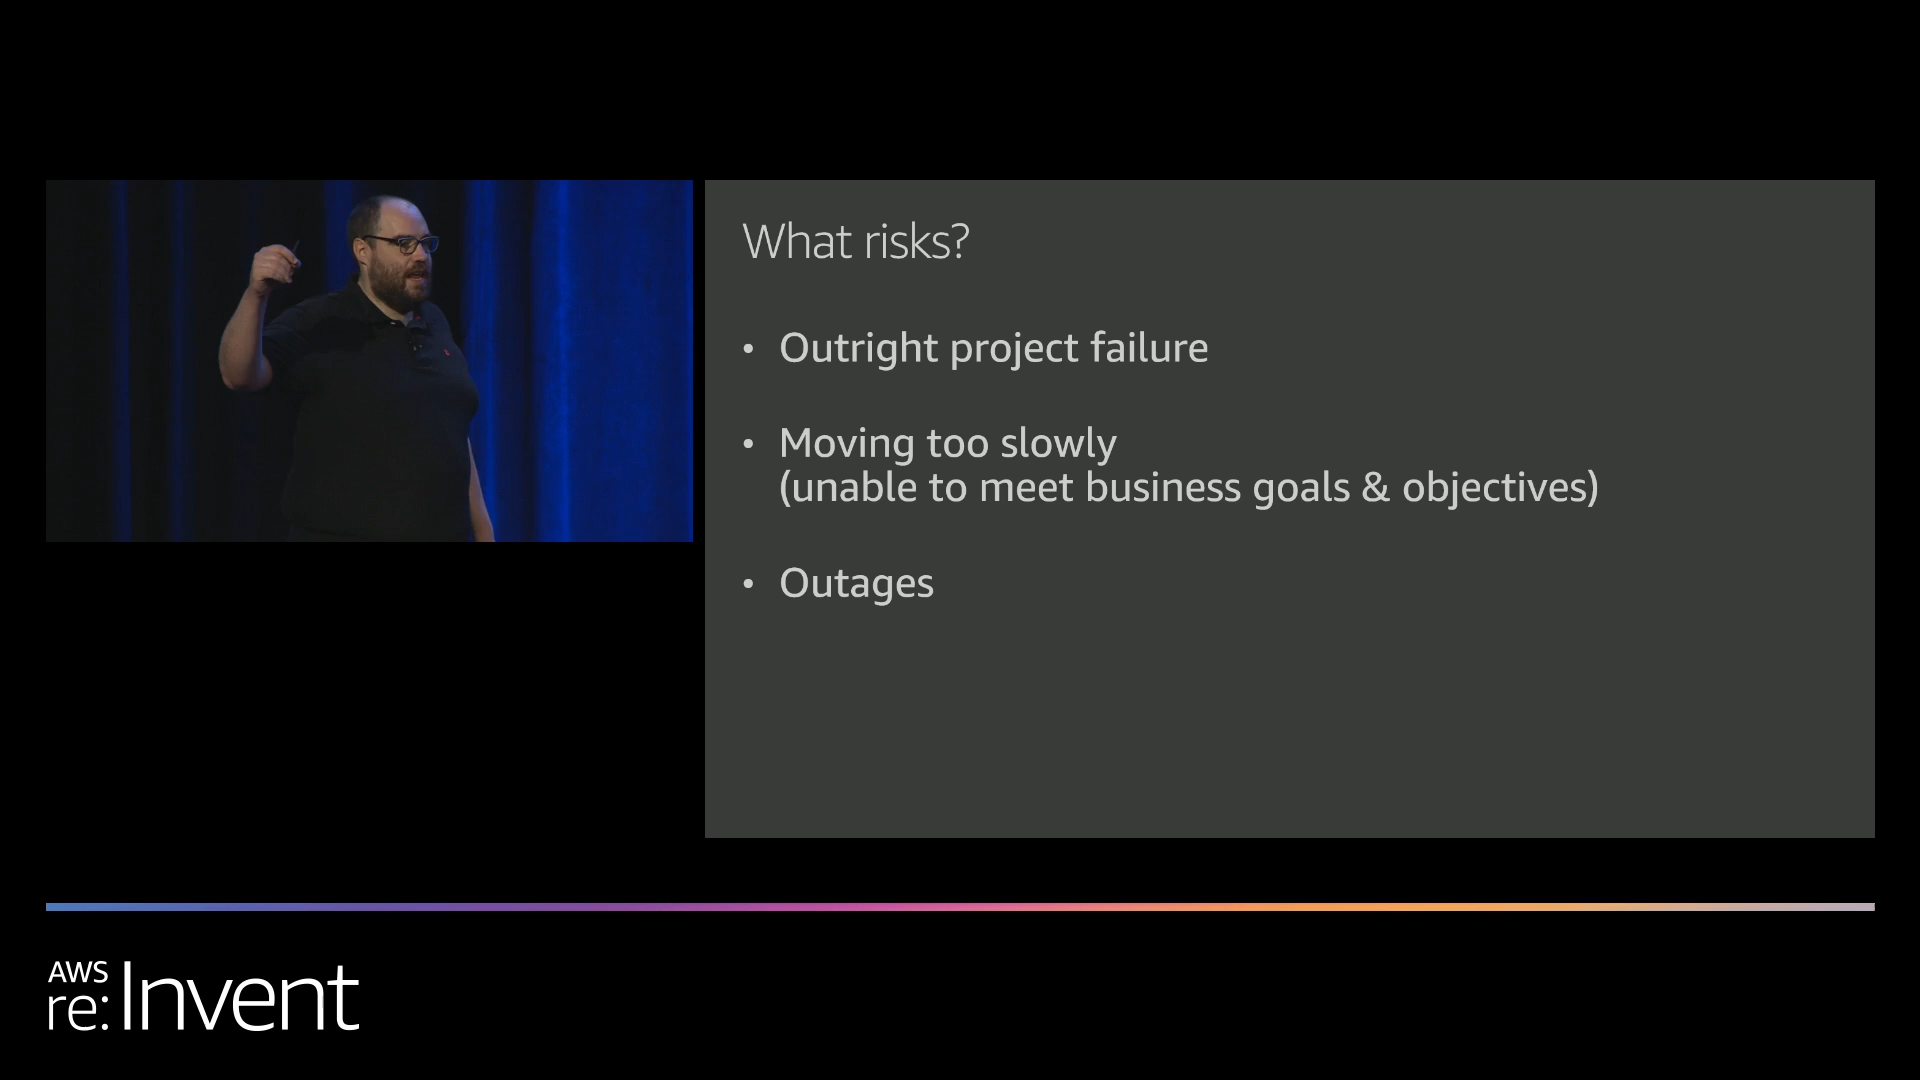 What risks?
• Outright project failure
• Moving too slowly
(unable to meet business goals & objectives)
• Outages
AWS
re:Invent